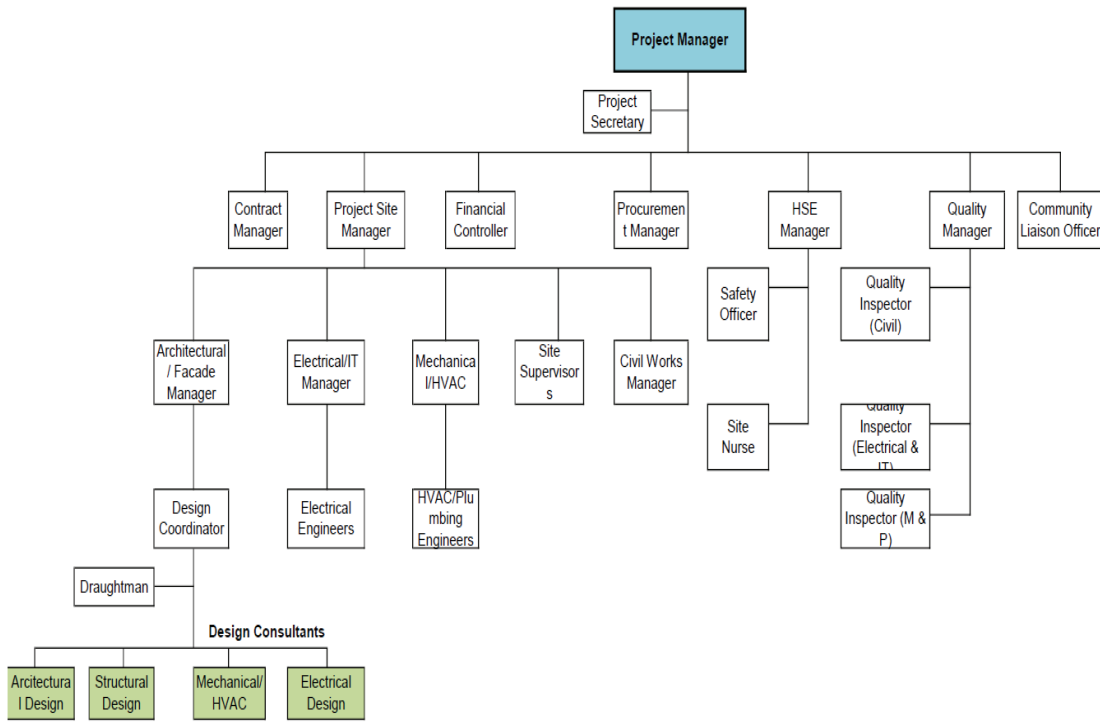 Project Manager
Project
Secretary
Contract
Manager
Project Site
Manager
Financial
Controller
Procuremen
t Manager
HSE
Manager
Quality
Manager
Community
Liaison Officer
Safety
Officer
Quality
Inspector
(Civil)
Architectural
/ Facade
Manager
Electrical/IT
Manager
Mechanica
l/HVAC
Site
Supervisor
s
Civil Works
Manager
Site
Nurse
Quality
Inspector
(Electrical &
IT)
Design
Coordinator
Electrical
Engineers
HVAC/Plu
mbing
Engineers
Quality
Inspector (M &
P)
Draughtman
Design Consultants
Arcitectura
l Design
Structural
Design
Mechanical/
HVAC
Electrical
Design